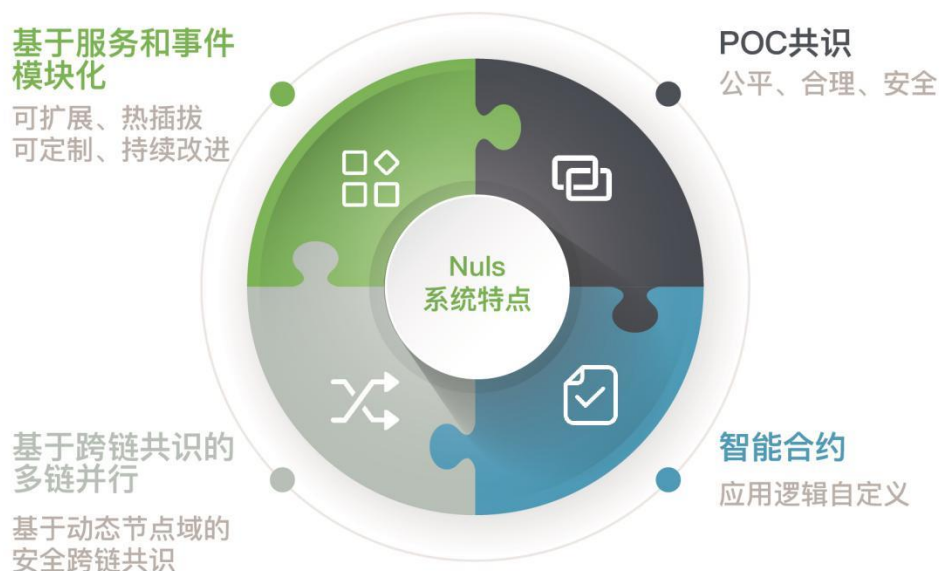 基于服务和事件
模块化
可扩展、热插拔
可定制、持续改进
POC共识
公平、合理、安全
Nuls
系统特点
基于跨链共识的
多链并行
基于动态节点域的
安全跨链共识
智能合约
应用逻辑自定义